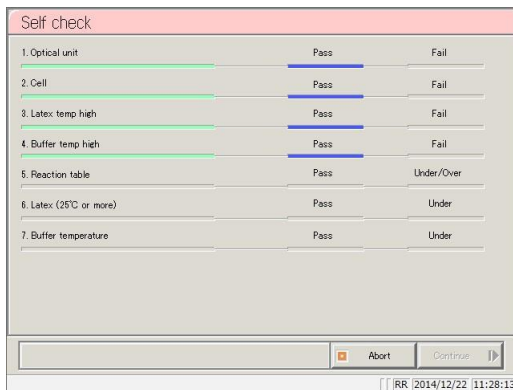 Self check
1. Optical unit Pass Fail
2. Cell Pass Fail
3. Latex temp high Pass Fail
4. Buffer temp high Pass Fail
5. Reaction table Pass Under/Over
6. Latex (25℃ or more) Pass Under
7. Buffer temperature Pass Under
Abort Continue
RR 2014/12/22 11:28:13